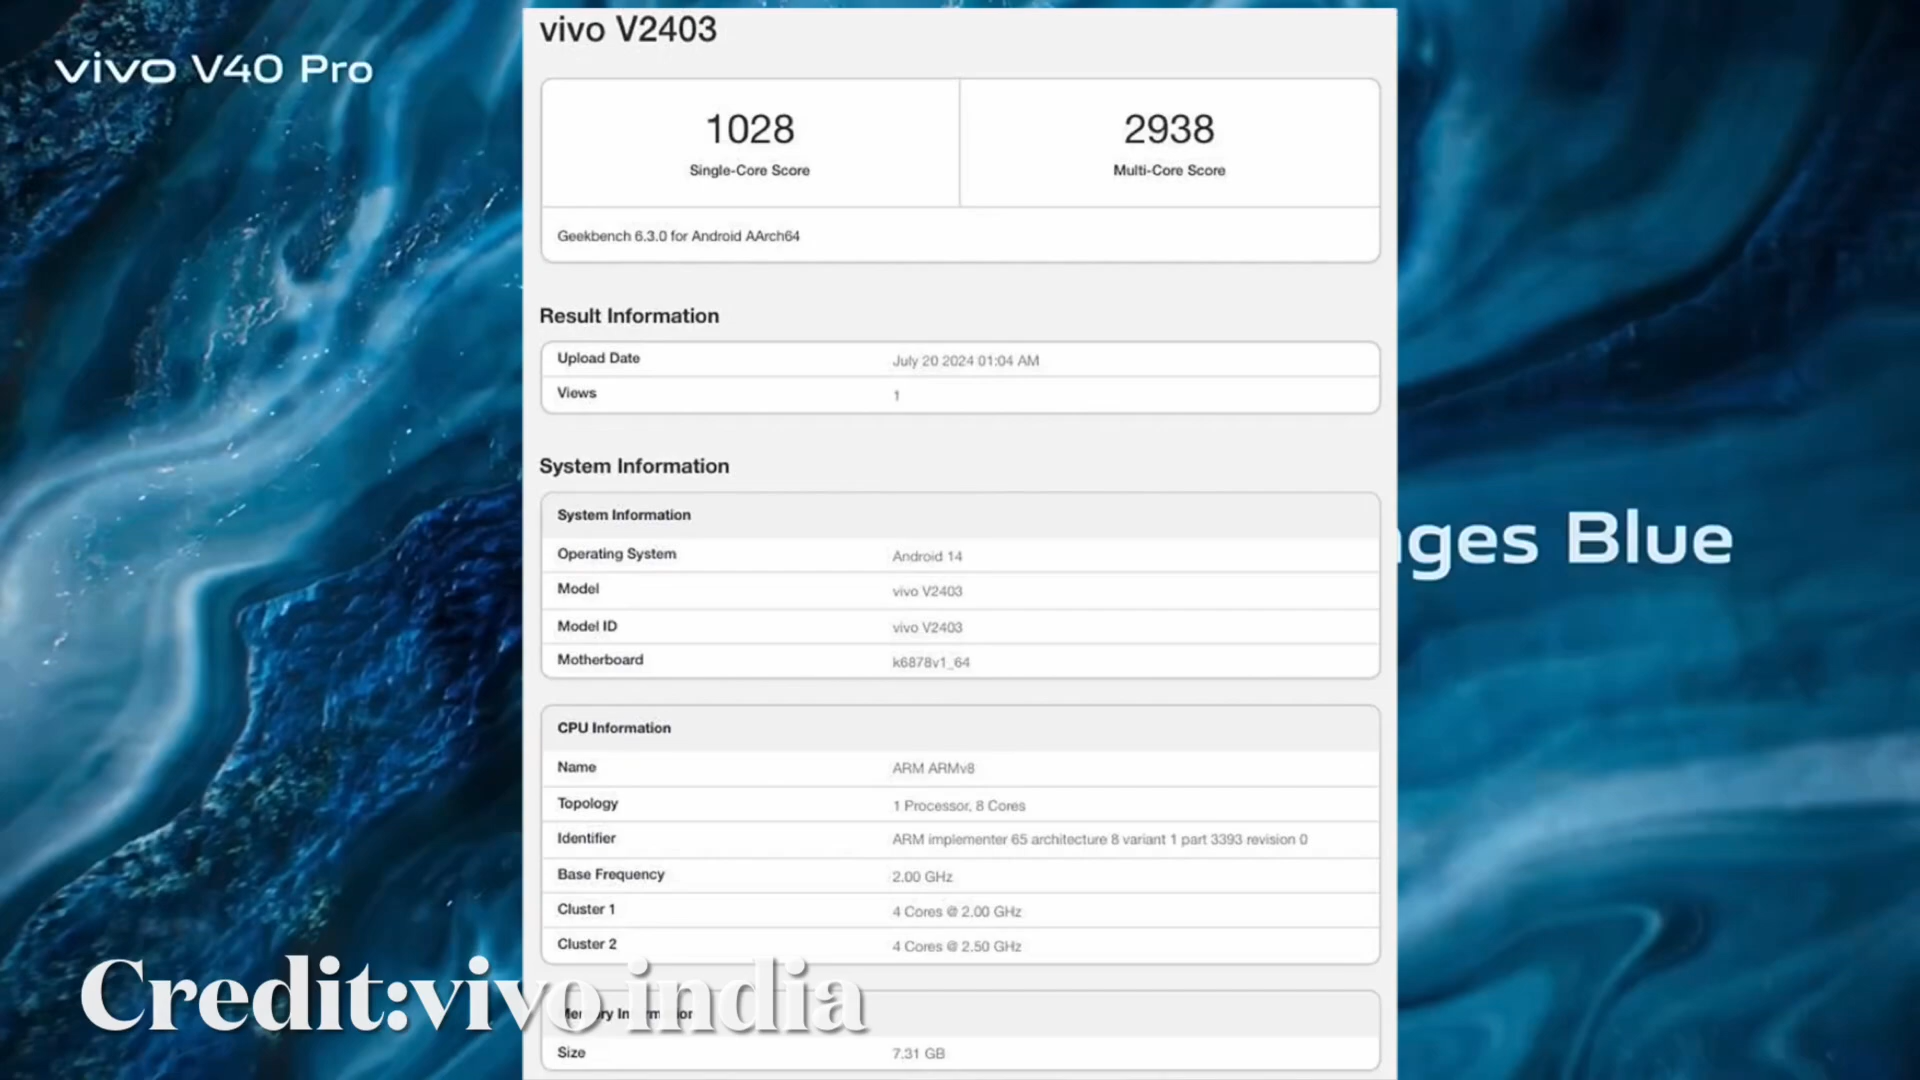 vivo V40 Pro
vivo V2403
1028
Single-Core Score
2938
Multi-Core Score
Geekbench 6.3.0 for Android AArch64
Result Information
Upload Date July 20 2024 01:04 AM
Views 1
System Information
System Information
Operating System Android 14
Model vivo V2403
Model ID vivo V2403
Motherboard k6878v1_64
ges Blue
CPU Information
Name ARM ARMv8
Topology 1 Processor, 8 Cores
Identifier ARM implementer 65 architecture 8 variant 1 part 3393 revision 0
Base Frequency 2.00 GHz
Cluster 1 4 Cores @ 2.00 GHz
Cluster 2 4 Cores @ 2.50 GHz
Credit:vivo india
Memory Information
Size 7.31 GB